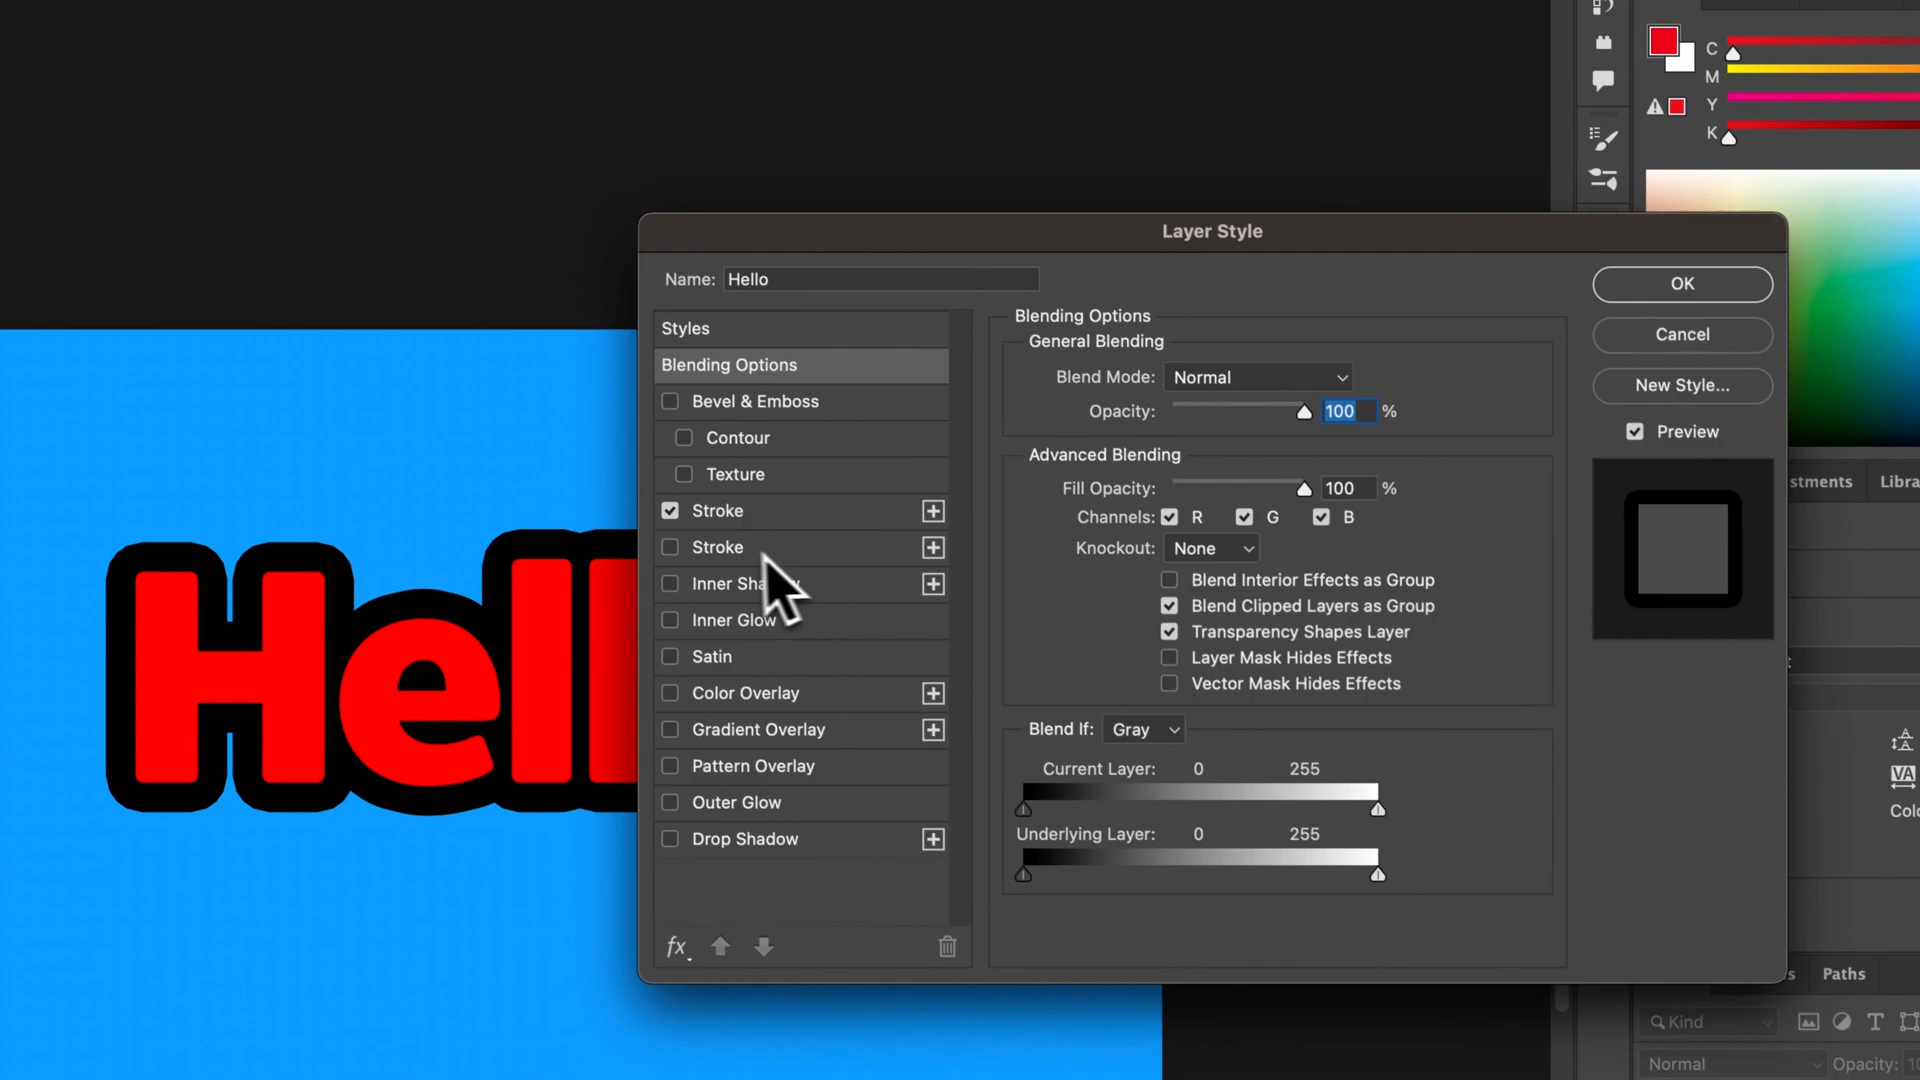 C
M
Y
K
Layer Style
Name: Hello
OK
Cancel
New Style...
Preview
Styles
Blending Options
Bevel & Emboss
Contour
Texture
Stroke
Stroke
Inner
Inner Glow
Satin
Color Overlay
Gradient Overlay
Pattern Overlay
Outer Glow
Drop Shadow
fx
Blending Options
General Blending
Blend Mode: Normal
Opacity: 100 %
Advanced Blending
Fill Opacity: 100 %
Channels: R G B
Knockout: None
Blend Interior Effects as Group
Blend Clipped Layers as Group
Transparency Shapes Layer
Layer Mask Hides Effects
Vector Mask Hides Effects
Blend If: Gray
Current Layer: 0 255
Underlying Layer: 0 255
Hell
stments Libra
VA
Colo
s Paths
Kind
Normal Opacity: